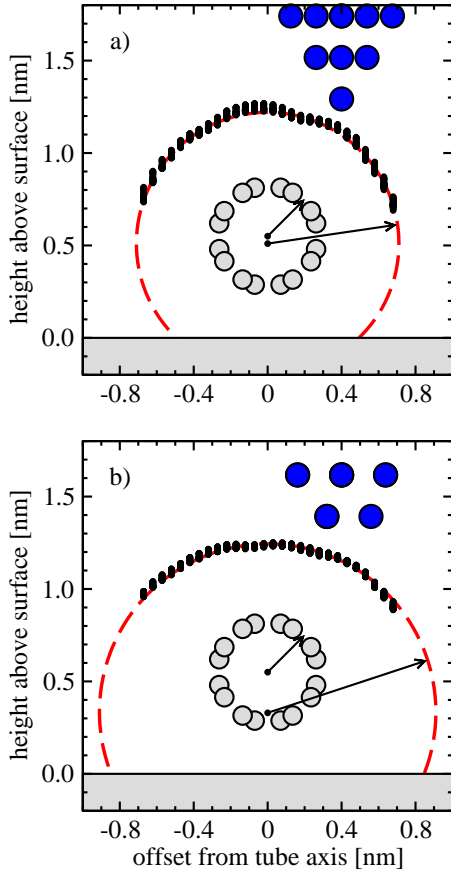 a)
height above surface [nm]
1.5
1.0
0.5
0.0
-0.8 -0.4 0 0.4 0.8
b)
height above surface [nm]
1.5
1.0
0.5
0.0
-0.8 -0.4 0 0.4 0.8
offset from tube axis [nm]